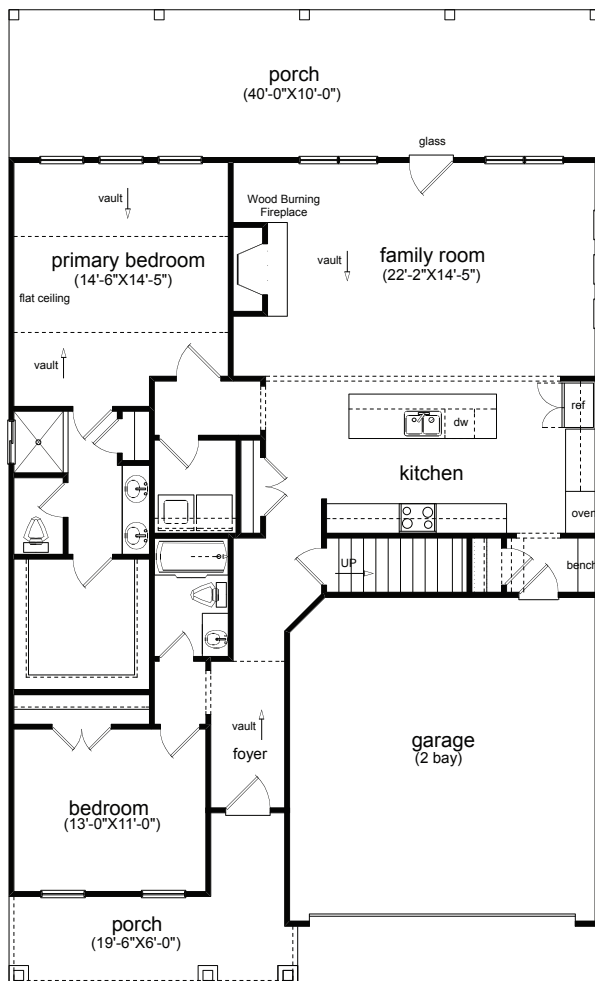 porch
(40'-0"X10'-0")
glass
vault
Wood Burning
Fireplace
primary bedroom
(14'-6"X14'-5")
family room
(22'-2"X14'-5")
vault
flat ceiling
vault
ref
dw
kitchen
oven
UP
bench
vault
foyer
garage
(2 bay)
bedroom
(13'-0"X11'-0")
porch
(19'-6"X6'-0")